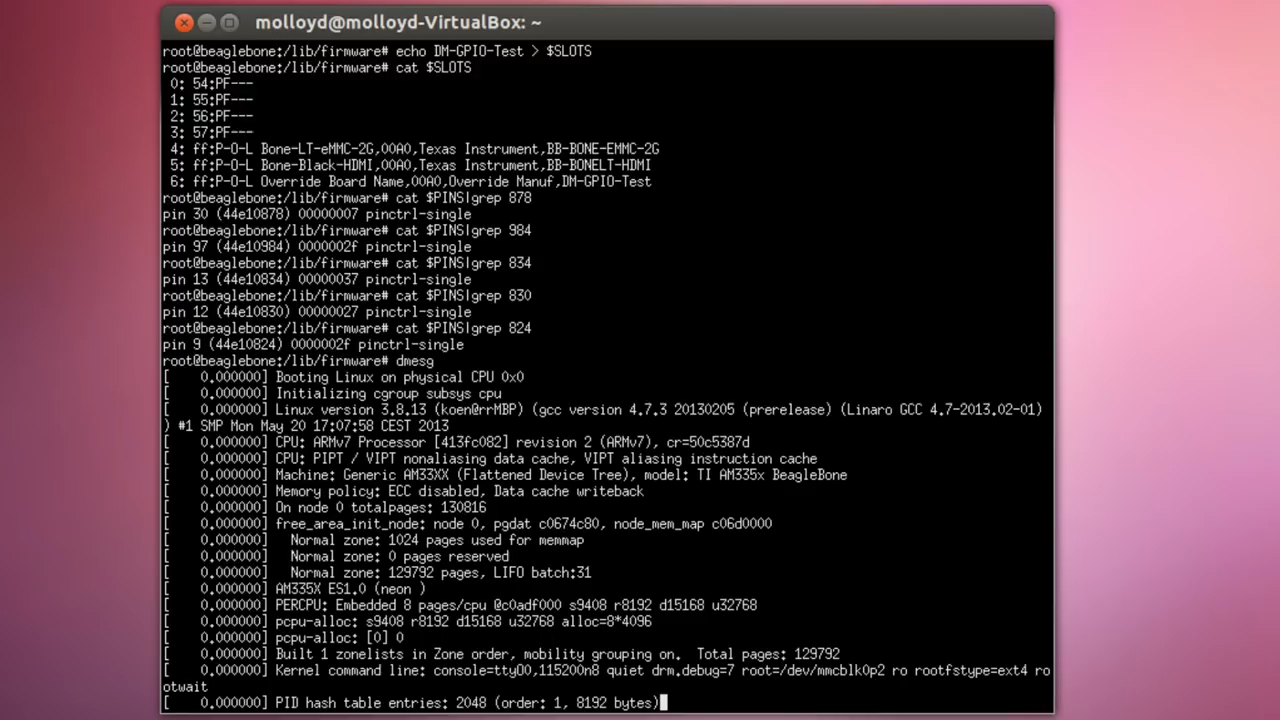 molloyd@molloyd-VirtualBox: ~
root@beaglebone:/lib/firmware# echo DM-GPIO-Test > $SLOTS
root@beaglebone:/lib/firmware# cat $SLOTS
0: 54:PF---
1: 55:PF---
2: 56:PF---
3: 57:PF---
4: ff:P-O-L Bone-LT-eMMC-2G,00A0,Texas Instrument,BB-BONE-EMMC-2G
5: ff:P-O-L Bone-Black-HDMI,00A0,Texas Instrument,BB-BONELT-HDMI
6: ff:P-O-L Override Board Name,00A0,Override Manuf,DM-GPIO-Test
root@beaglebone:/lib/firmware# cat $PINS|grep 878
pin 30 (44e10878) 00000007 pinctrl-single
root@beaglebone:/lib/firmware# cat $PINS|grep 984
pin 97 (44e10984) 0000002f pinctrl-single
root@beaglebone:/lib/firmware# cat $PINS|grep 834
pin 13 (44e10834) 00000037 pinctrl-single
root@beaglebone:/lib/firmware# cat $PINS|grep 830
pin 12 (44e10830) 00000027 pinctrl-single
root@beaglebone:/lib/firmware# cat $PINS|grep 824
pin 9 (44e10824) 0000002f pinctrl-single
root@beaglebone:/lib/firmware# dmesg
[    0.000000] Booting Linux on physical CPU 0x0
[    0.000000] Initializing cgroup subsys cpu
[    0.000000] Linux version 3.8.13 (koen@rrMBP) (gcc version 4.7.3 20130205 (prerelease) (Linaro GCC 4.7-2013.02-01)
) #1 SMP Mon May 20 17:07:58 CEST 2013
[    0.000000] CPU: ARMv7 Processor [413fc082] revision 2 (ARMv7), cr=50c5387d
[    0.000000] CPU: PIPT / VIPT nonaliasing data cache, VIPT aliasing instruction cache
[    0.000000] Machine: Generic AM33XX (Flattened Device Tree), model: TI AM335x BeagleBone
[    0.000000] Memory policy: ECC disabled, Data cache writeback
[    0.000000] On node 0 totalpages: 130816
[    0.000000] free_area_init_node: node 0, pgdat c0674c80, node_mem_map c06d0000
[    0.000000]   Normal zone: 1024 pages used for memmap
[    0.000000]   Normal zone: 0 pages reserved
[    0.000000]   Normal zone: 129792 pages, LIFO batch:31
[    0.000000] AM335X ES1.0 (neon )
[    0.000000] PERCPU: Embedded 8 pages/cpu @c0adf000 s9408 r8192 d15168 u32768
[    0.000000] pcpu-alloc: s9408 r8192 d15168 u32768 alloc=8*4096
[    0.000000] pcpu-alloc: [0] 0
[    0.000000] Built 1 zonelists in Zone order, mobility grouping on.  Total pages: 129792
[    0.000000] Kernel command line: console=ttyO0,115200n8 quiet drm.debug=7 root=/dev/mmcblk0p2 ro rootfstype=ext4 ro
otwait
[    0.000000] PID hash table entries: 2048 (order: 1, 8192 bytes)